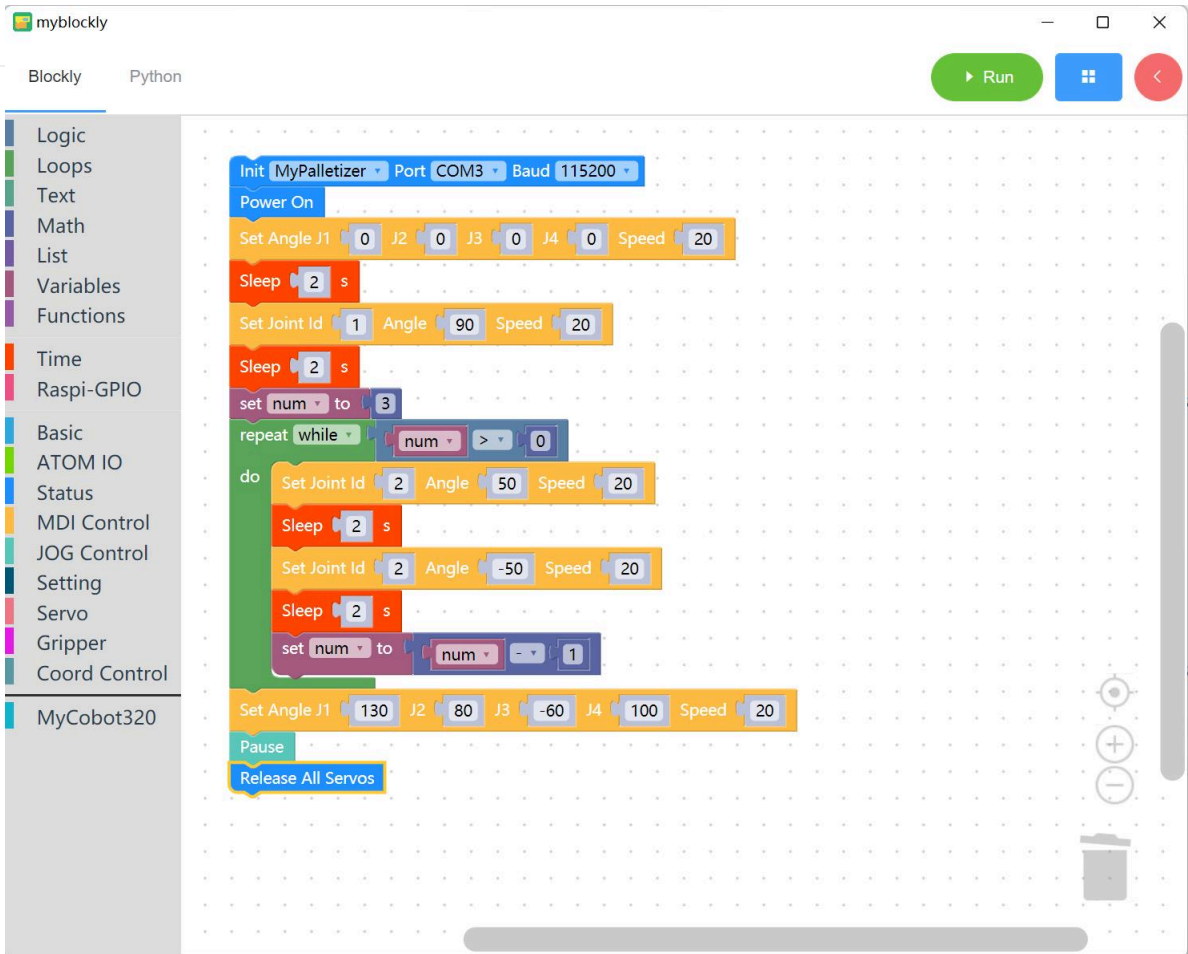 myblockly
Blockly Python Run
Logic
Loops
Text
Math
List
Variables
Functions
Time
Raspi-GPIO
Basic
ATOM IO
Status
MDI Control
JOG Control
Setting
Servo
Gripper
Coord Control
MyCobot320
Init MyPalletizer Port COM3 Baud 115200
Power On
Set Angle J1 0 J2 0 J3 0 J4 0 Speed 20
Sleep 2 s
Set Joint Id 1 Angle 90 Speed 20
Sleep 2 s
set num to 3
repeat while num > 0
do Set Joint Id 2 Angle 50 Speed 20
Sleep 2 s
Set Joint Id 2 Angle -50 Speed 20
Sleep 2 s
set num to num - 1
Set Angle J1 130 J2 80 J3 -60 J4 100 Speed 20
Pause
Release All Servos